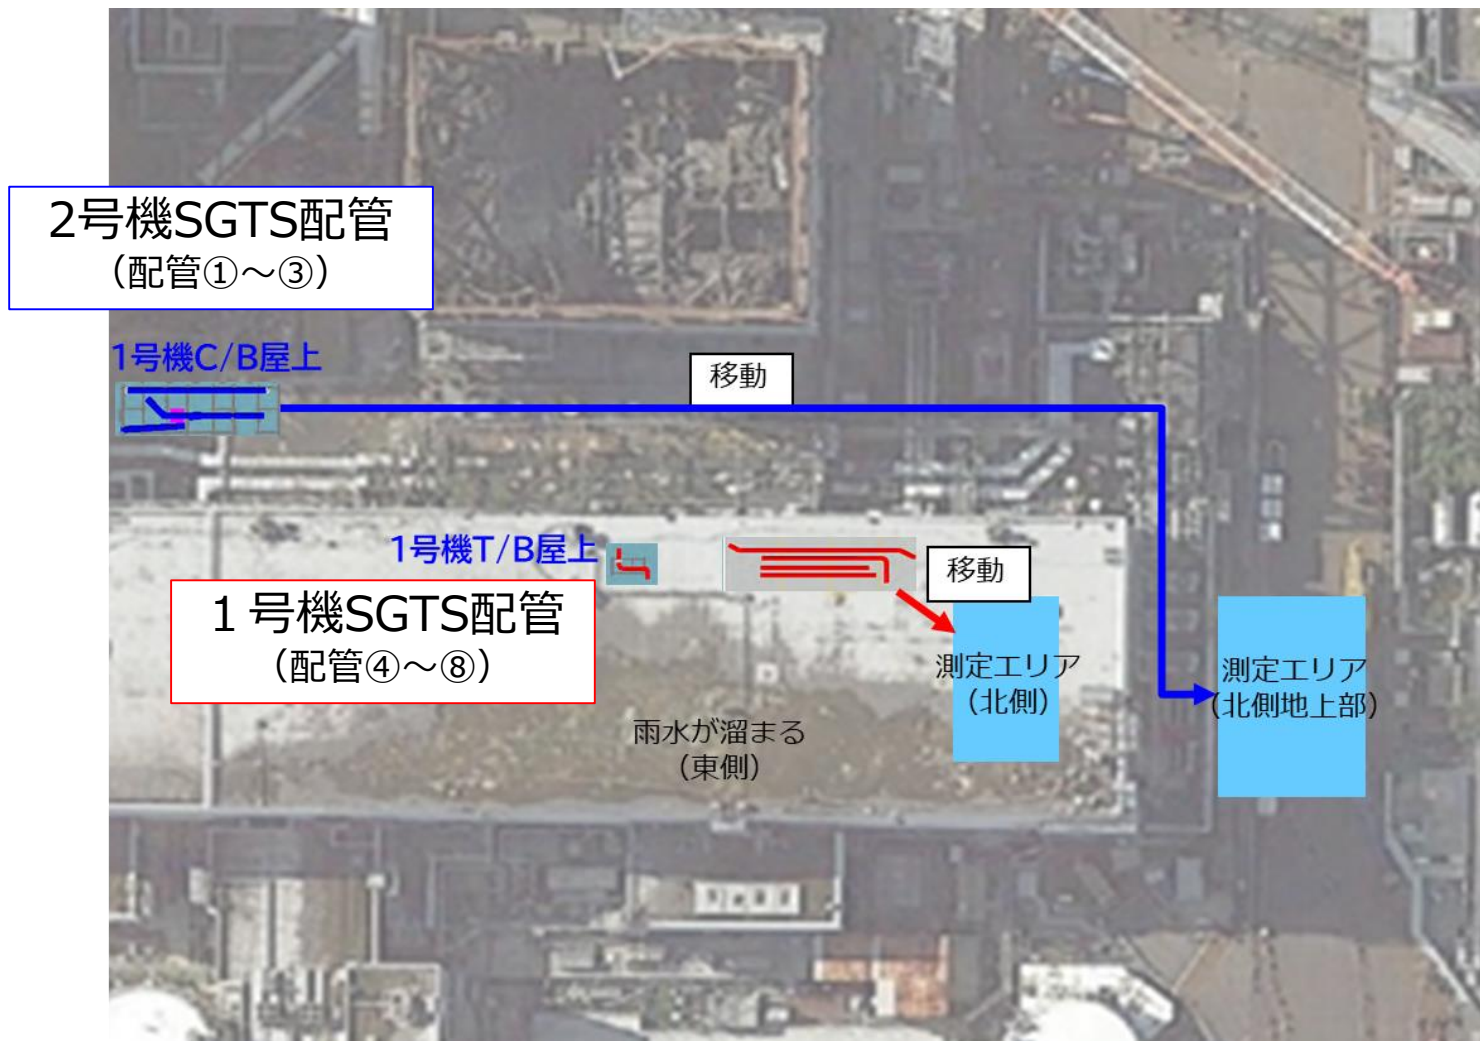 2号機SGTS配管
（配管①～③）
1号機C/B屋上
移動
1号機T/B屋上
移動
１号機SGTS配管
（配管④～⑧）
測定エリア
（北側）
測定エリア
（北側地上部）
雨水が溜まる
（東側）